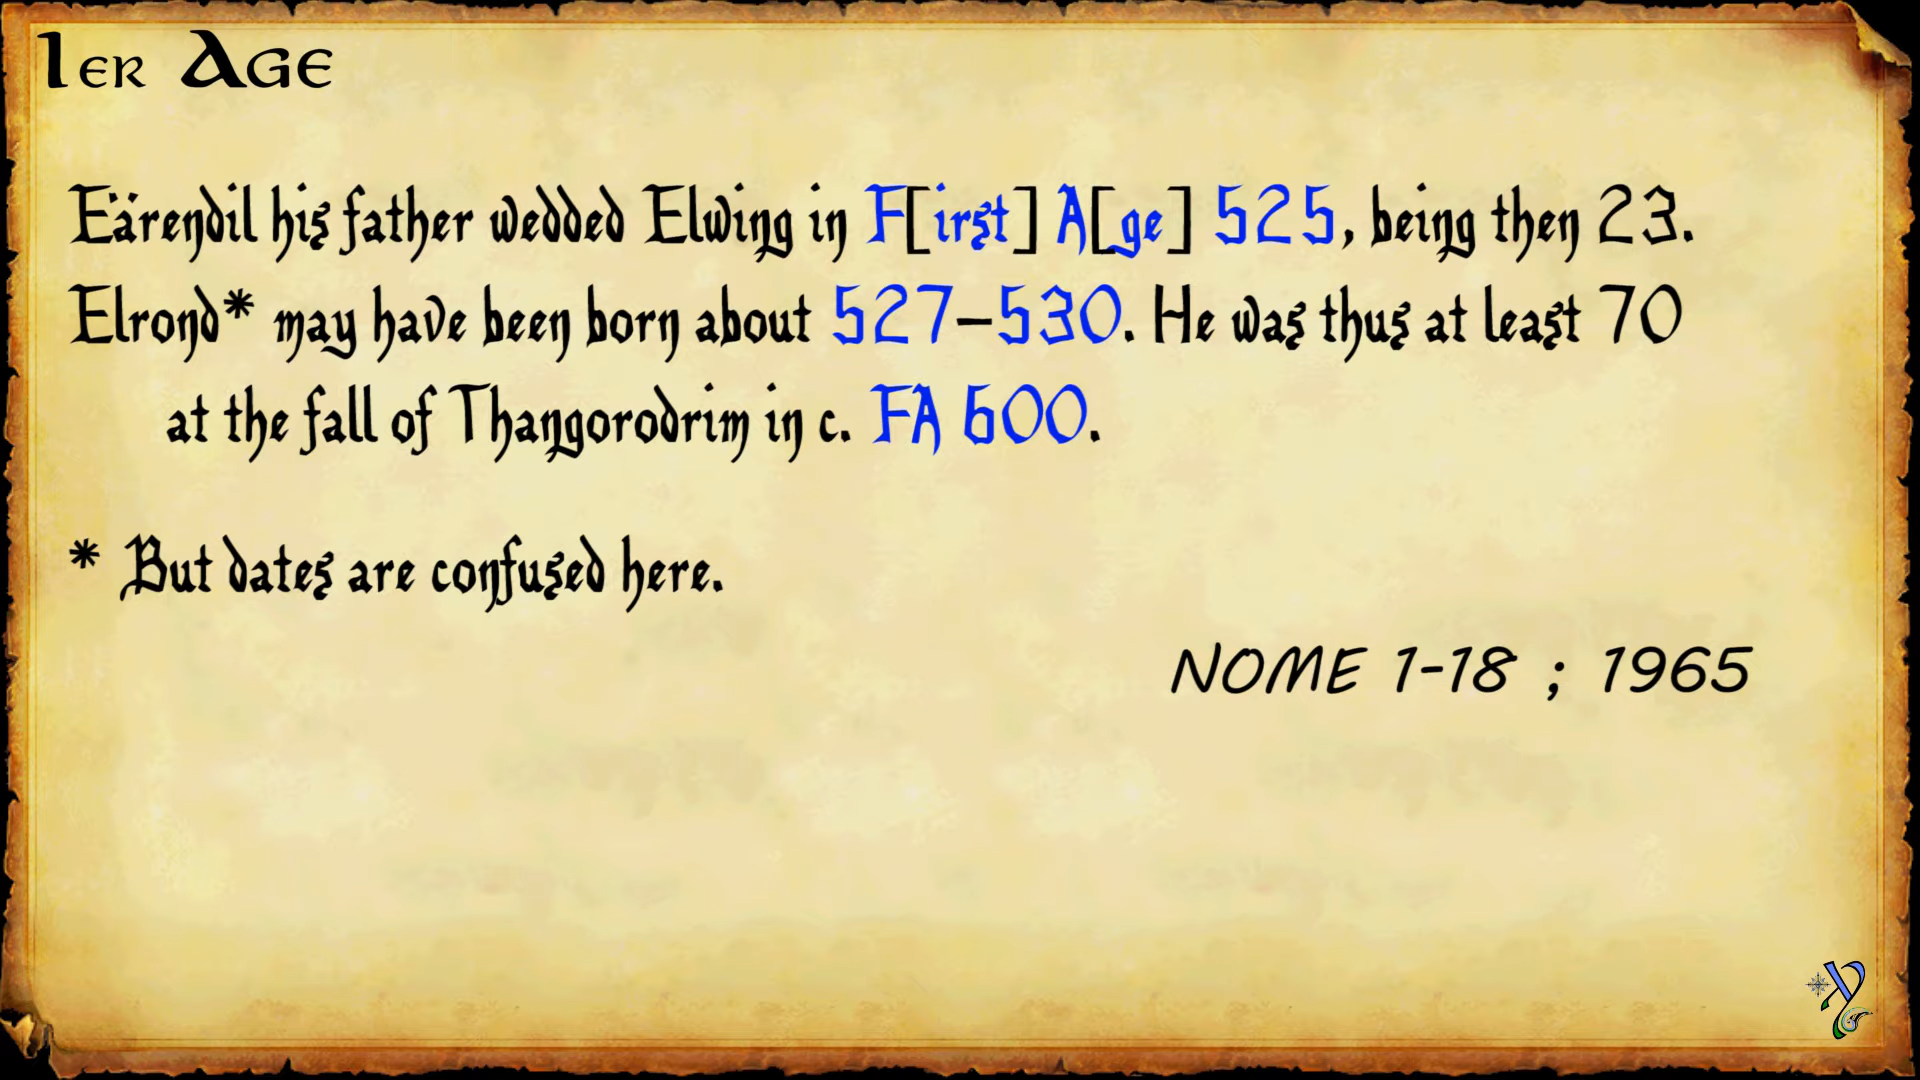 1er Age
Eärendil his father wedded Elwing in F[irst] A[ge] 525, being then 23.
Elrond* may have been born about 527–530. He was thus at least 70
at the fall of Thangorodrim in c. FA 600.
* But dates are confused here.
NOME 1-18 ; 1965